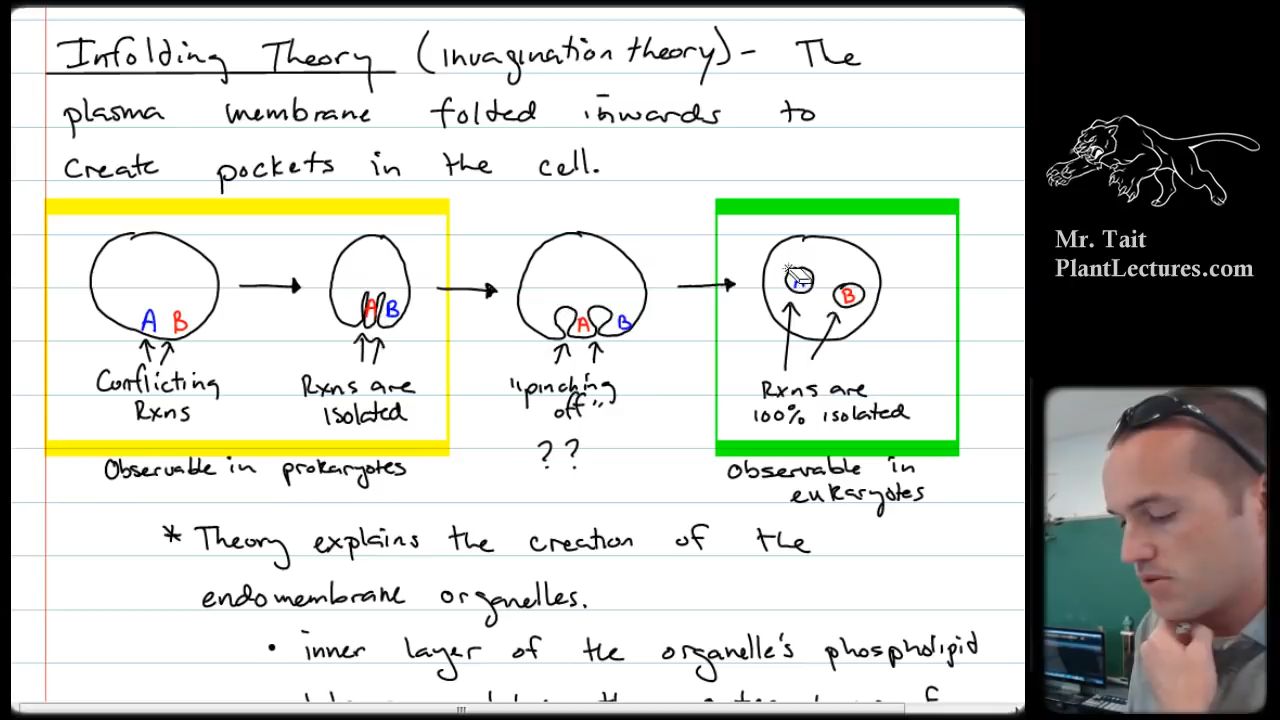 Infolding Theory (invagination theory) - The
plasma membrane folded inwards to
create pockets in the cell.
A B
A B
A B
B
Conflicting
Rxns
Rxns are
isolated
"pinching
off"
??
Rxns are
100% isolated
Observable in prokaryotes
Observable in
eukaryotes
* Theory explains the creation of the
endomembrane organelles.
• inner layer of the organelle's phospholipid
Mr. Tait
PlantLectures.com